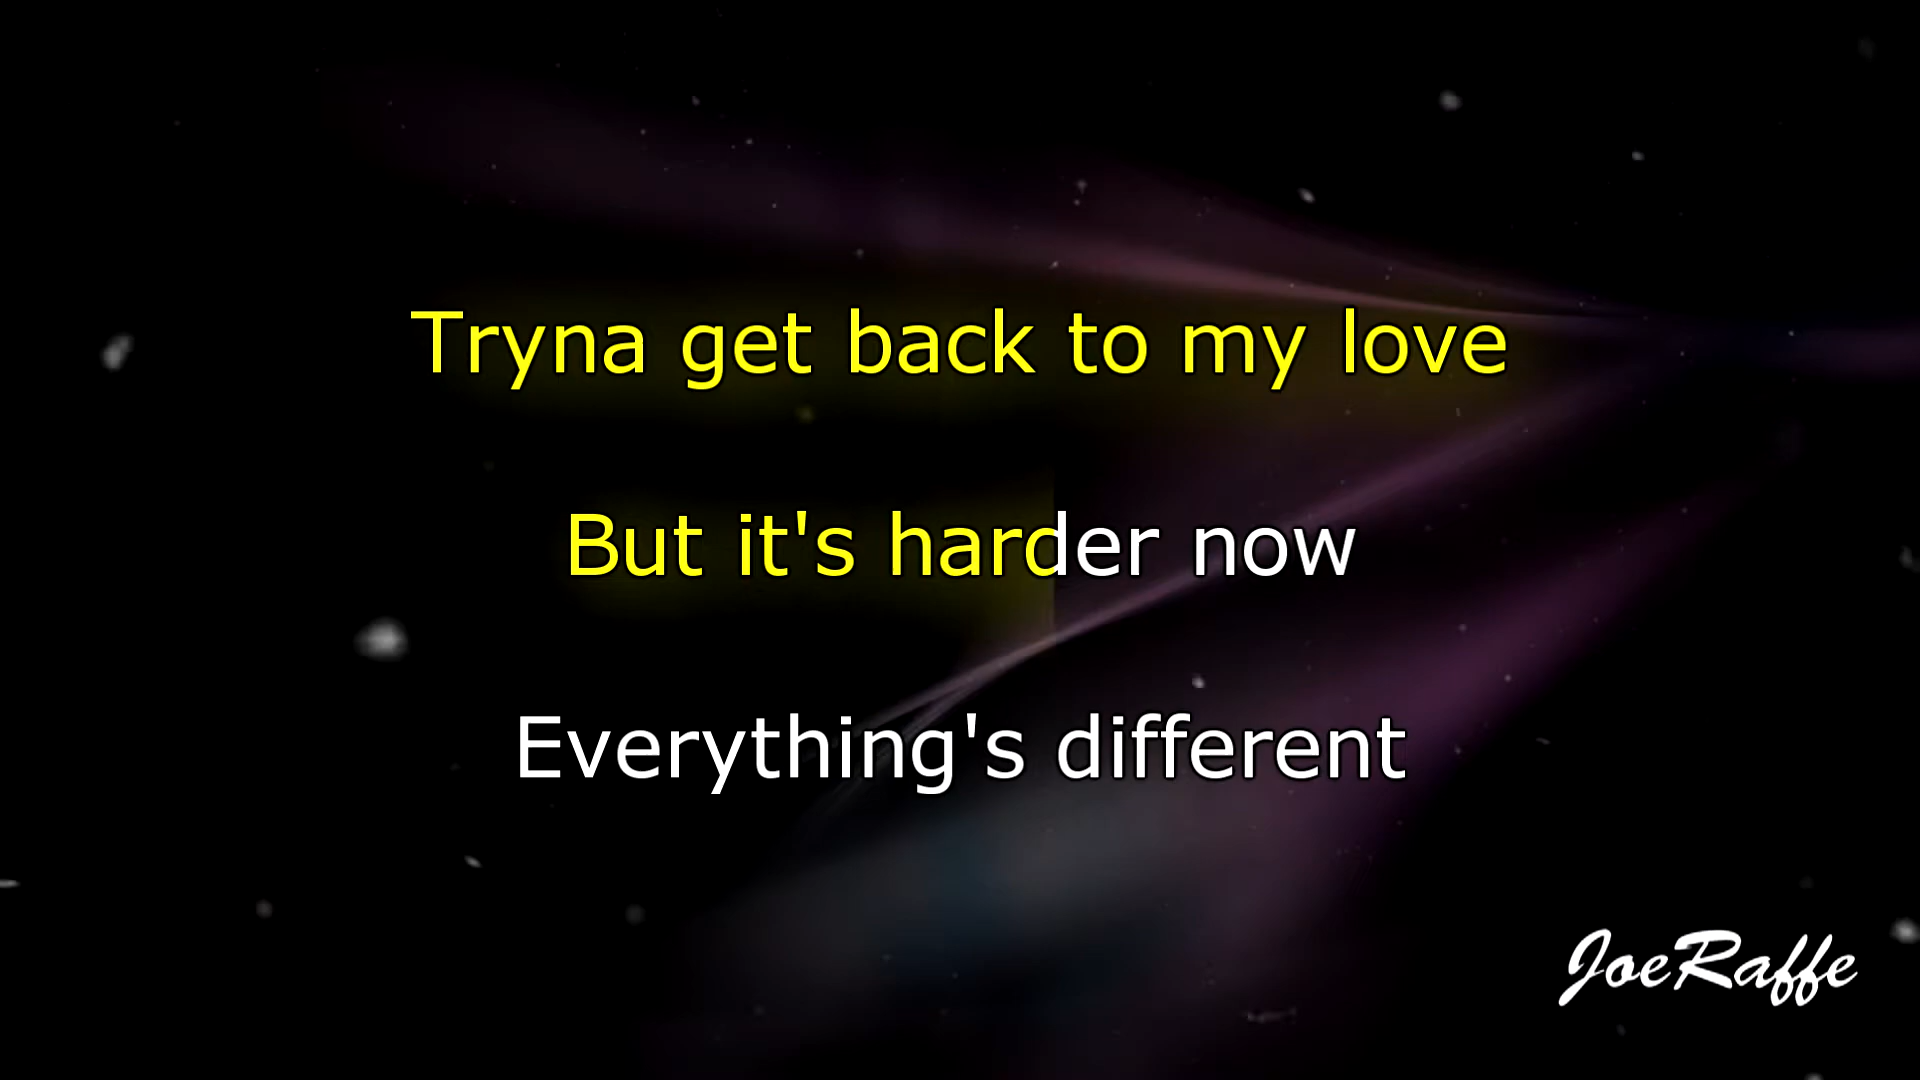 Tryna get back to my love
But it's harder now
Everything's different
JoeRaffe